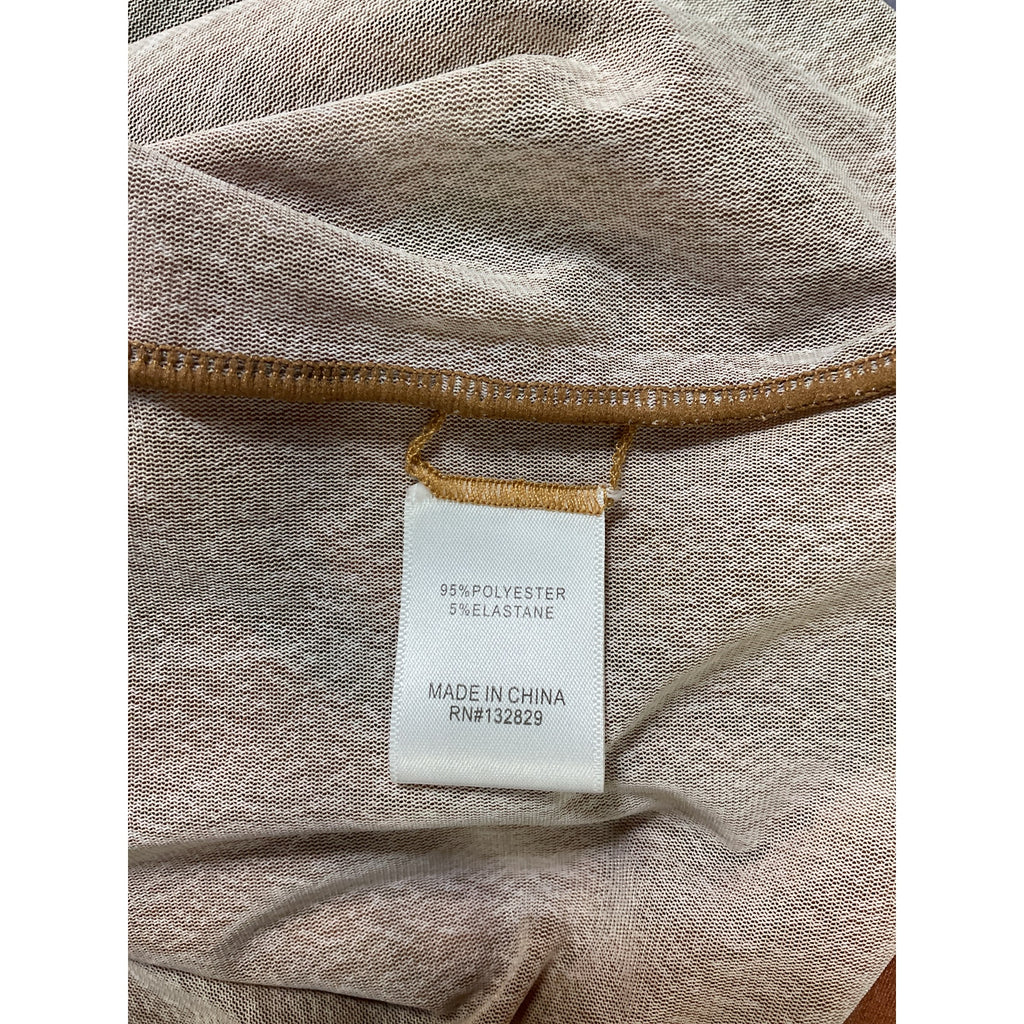 95%POLYESTER
5%ELASTANE
MADE IN CHINA
RN#132829